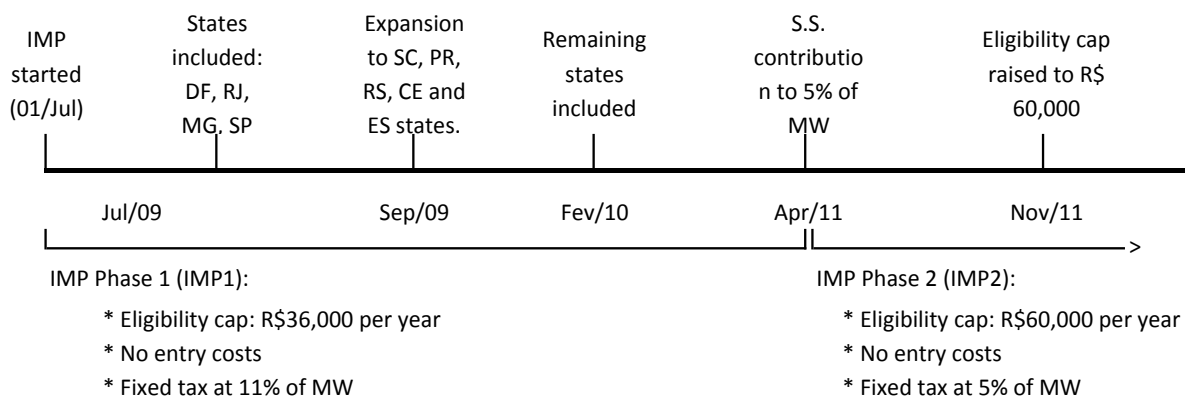 IMP
started
(01/Jul)
States
included:
DF, RJ,
MG, SP
Expansion
to SC, PR,
RS, CE and
ES states.
Remaining
states
included
S.S.
contributio
n to 5% of
MW
Eligibility cap
raised to R$
60,000
Jul/09
Sep/09
Fev/10
Apr/11
Nov/11
>
IMP Phase 1 (IMP1):
* Eligibility cap: R$36,000 per year
* No entry costs
* Fixed tax at 11% of MW
IMP Phase 2 (IMP2):
* Eligibility cap: R$60,000 per year
* No entry costs
* Fixed tax at 5% of MW